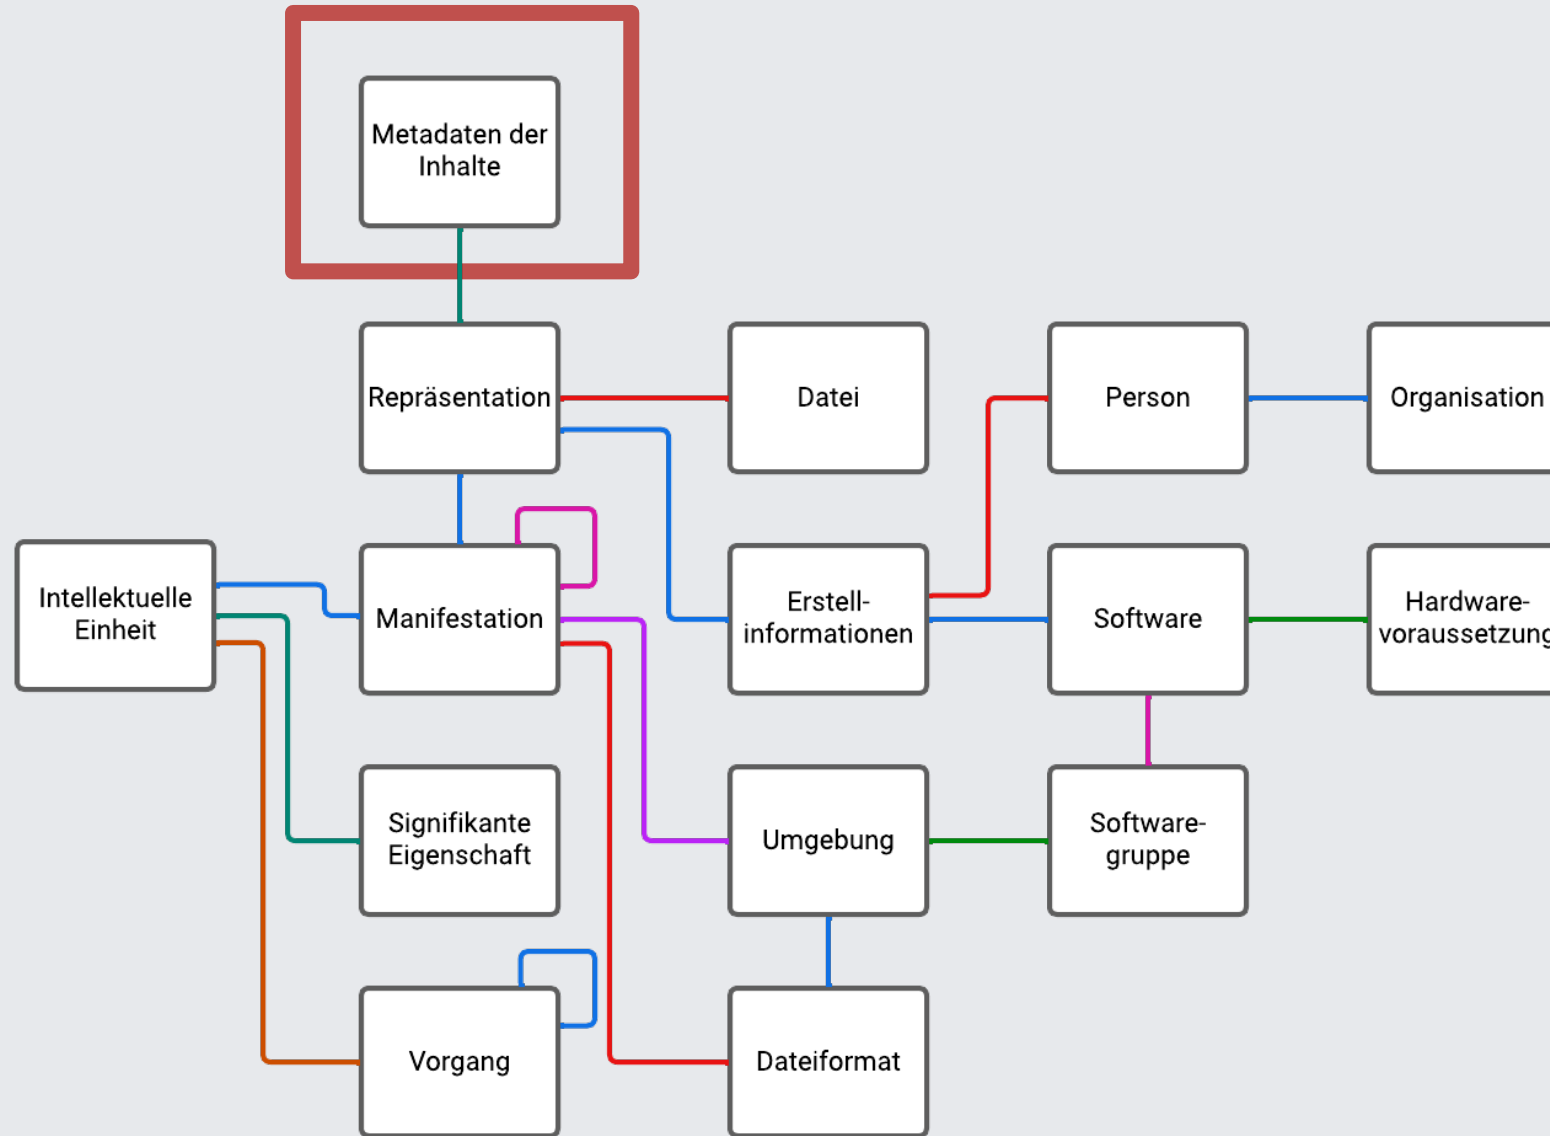 Metadaten der
Inhalte
Repräsentation
Datei
Person
Organisation
Intellektuelle
Einheit
Manifestation
Erstell-
informationen
Software
Hardware-
voraussetzung
Signifikante
Eigenschaft
Umgebung
Software-
gruppe
Vorgang
Dateiformat